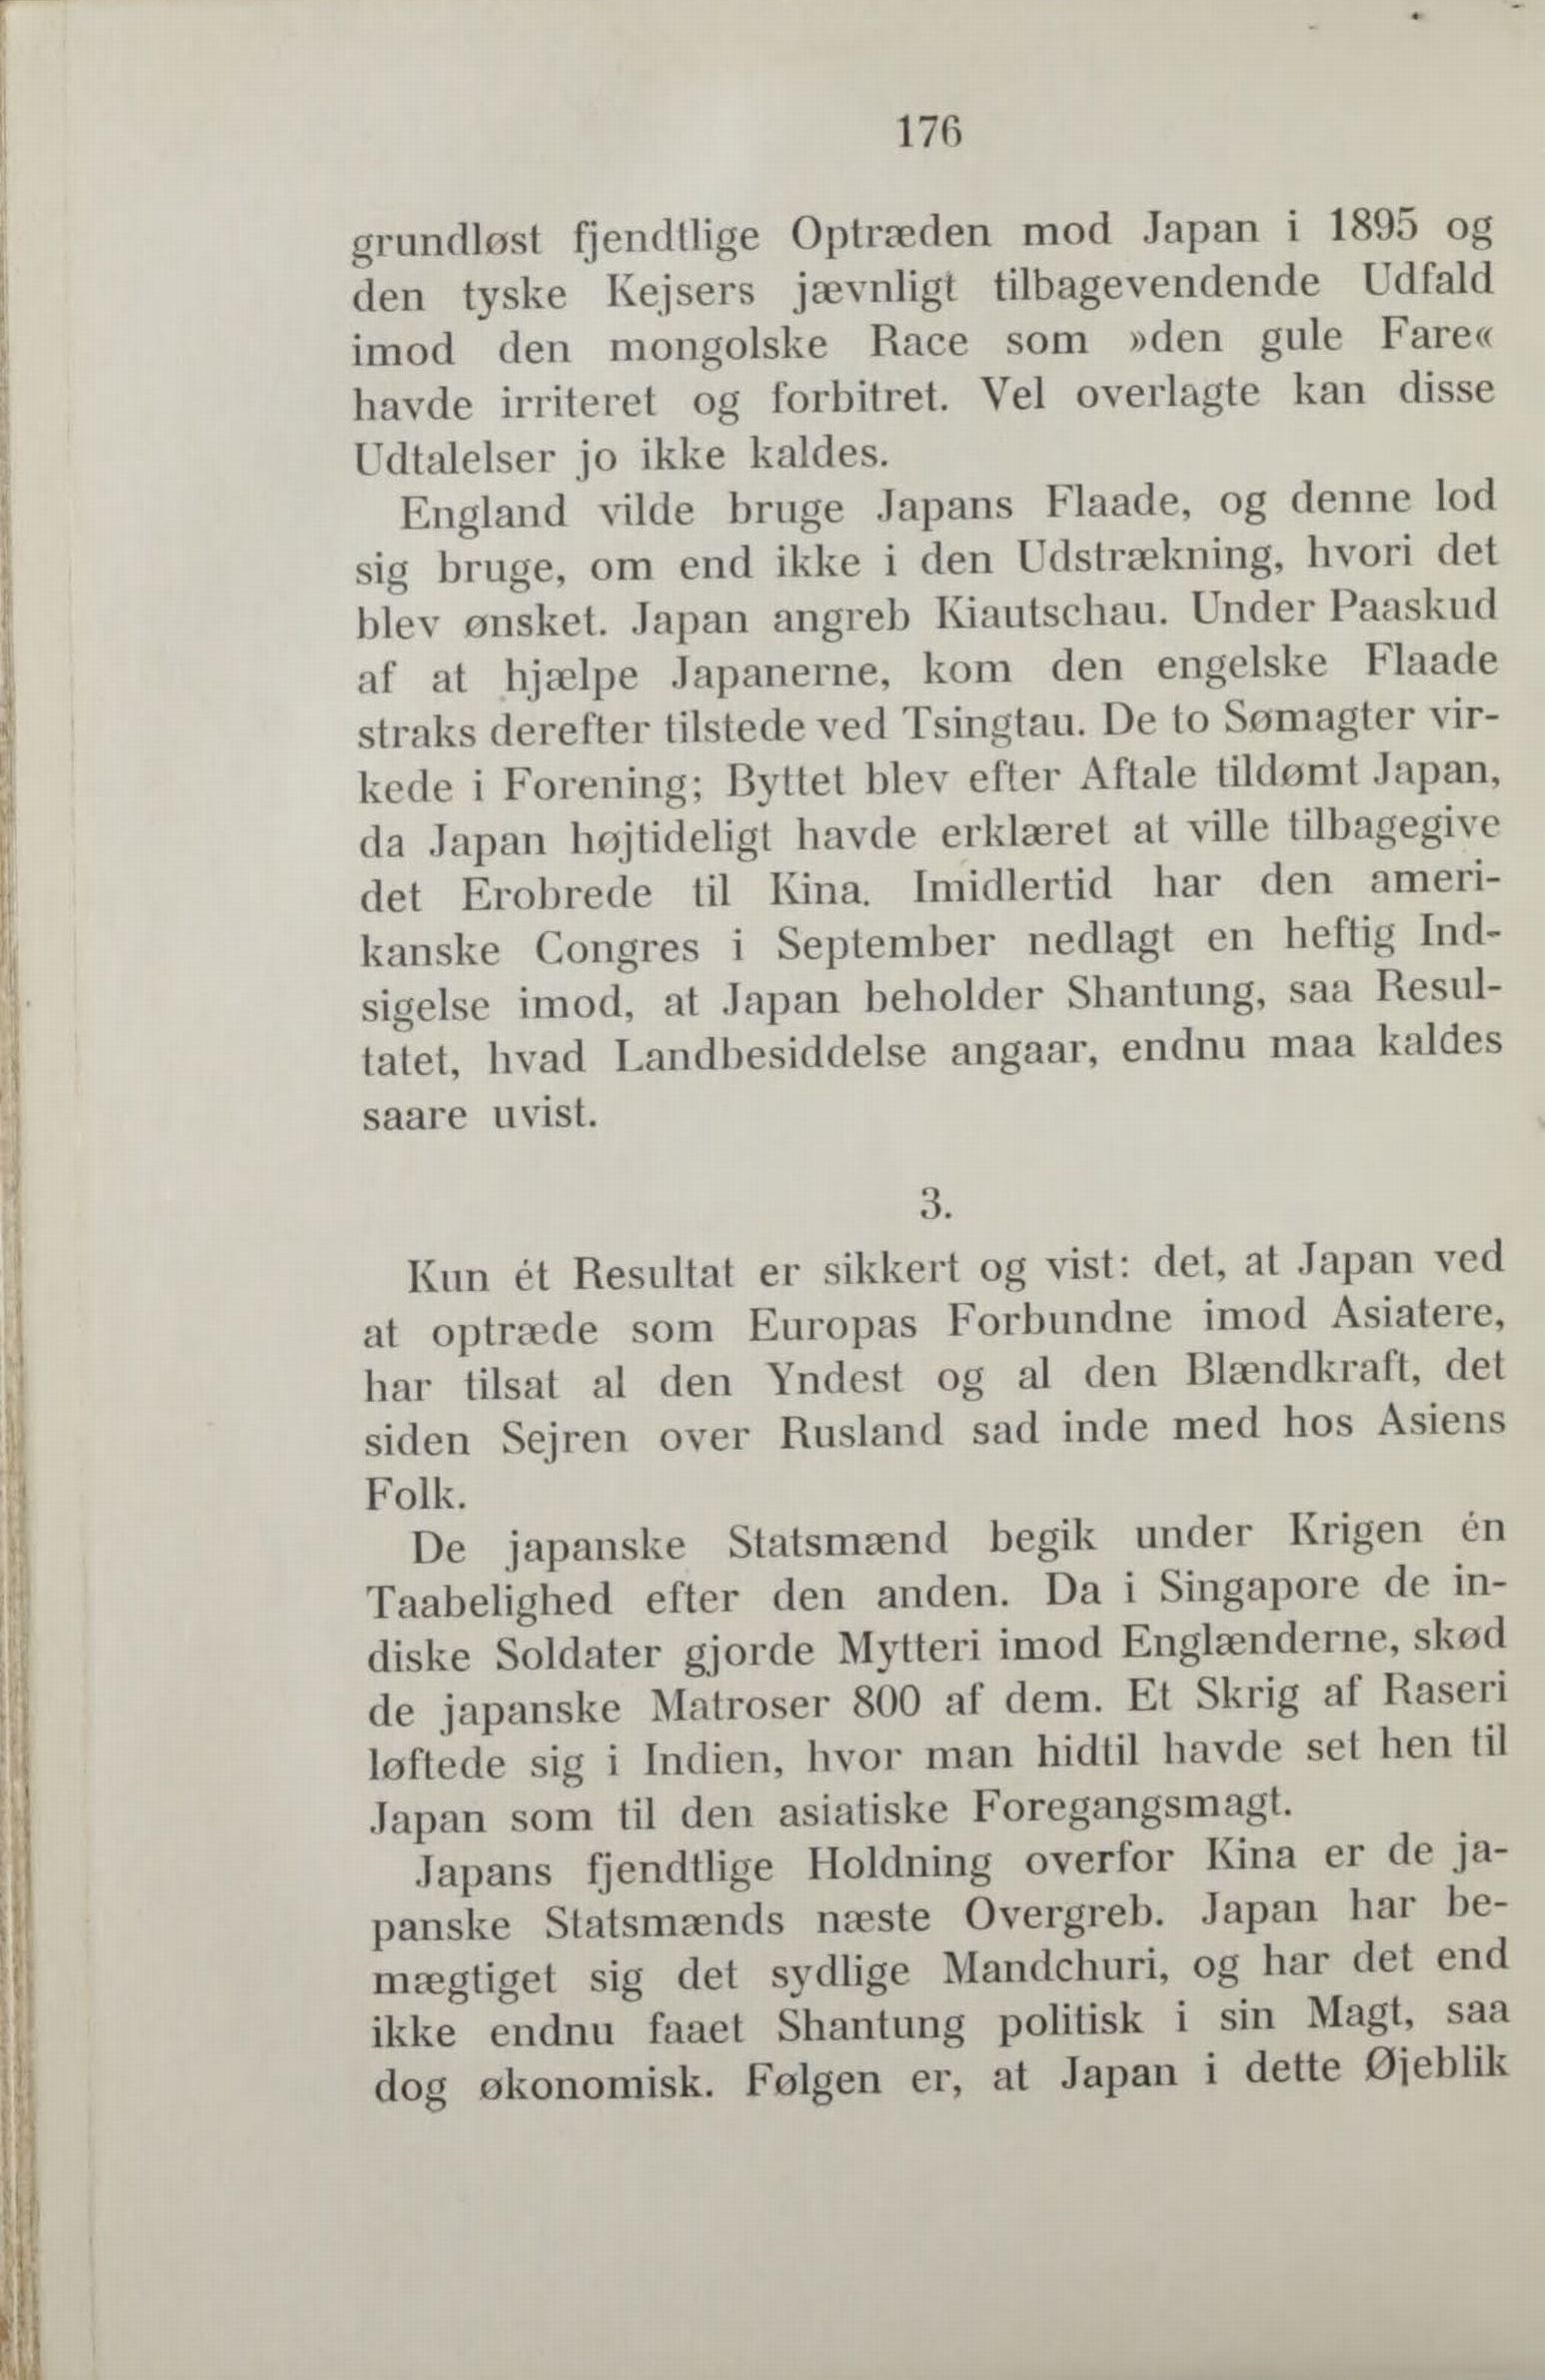 176
grundløst fjendtlige Optræden mod Japan i 1895 og
den tyske Kejsers jævnligt tilbagevendende Udfald
imod den mongolske Race som »den gule Fare«
havde irriteret og forbitret. Vel overlagte kan disse
Udtalelser jo ikke kaldes.
England vilde bruge Japans Flaade, og denne lod
sig bruge, om end ikke i den Udstrækning, hvori det
blev ønsket. Japan angreb Kiautschau. Under Paaskud
af at hjælpe Japanerne, kom den engelske Flaade
straks derefter tilstede ved Tsingtau. De to Sømagter vir-
kede i Forening; Byttet blev efter Aftale tildømt Japan,
da Japan højtideligt havde erklæret at ville tilbagegive
det Erobrede til Kina. Imidlertid har den ameri-
kanske Congres i September nedlagt en heftig Ind-
sigelse imod, at Japan beholder Shantung, saa Resul-
tatet, hvad Landbesiddelse angaar, endnu maa kaldes
saare uvist.
3.
Kun ét Resultat er sikkert og vist: det, at Japan ved
at optræde som Europas Forbundne imod Asiatere,
har tilsat al den Yndest og al den Blændkraft, det
siden Sejren over Rusland sad inde med hos Asiens
Folk.
De japanske Statsmænd begik under Krigen én
Taabelighed efter den anden. Da i Singapore de in-
diske Soldater gjorde Mytteri imod Englænderne, skød
de japanske Matroser 800 af dem. Et Skrig af Raseri
løftede sig i Indien, hvor man hidtil havde set hen til
Japan som til den asiatiske Foregangsmagt.
Japans fjendtlige Holdning overfor Kina er de ja-
panske Statsmænds næste Overgreb. Japan har be-
mægtiget sig det sydlige Mandchuri, og har det end
ikke endnu faaet Shantung politisk i sin Magt, saa
dog økonomisk. Følgen er, at Japan i dette Øjeblik